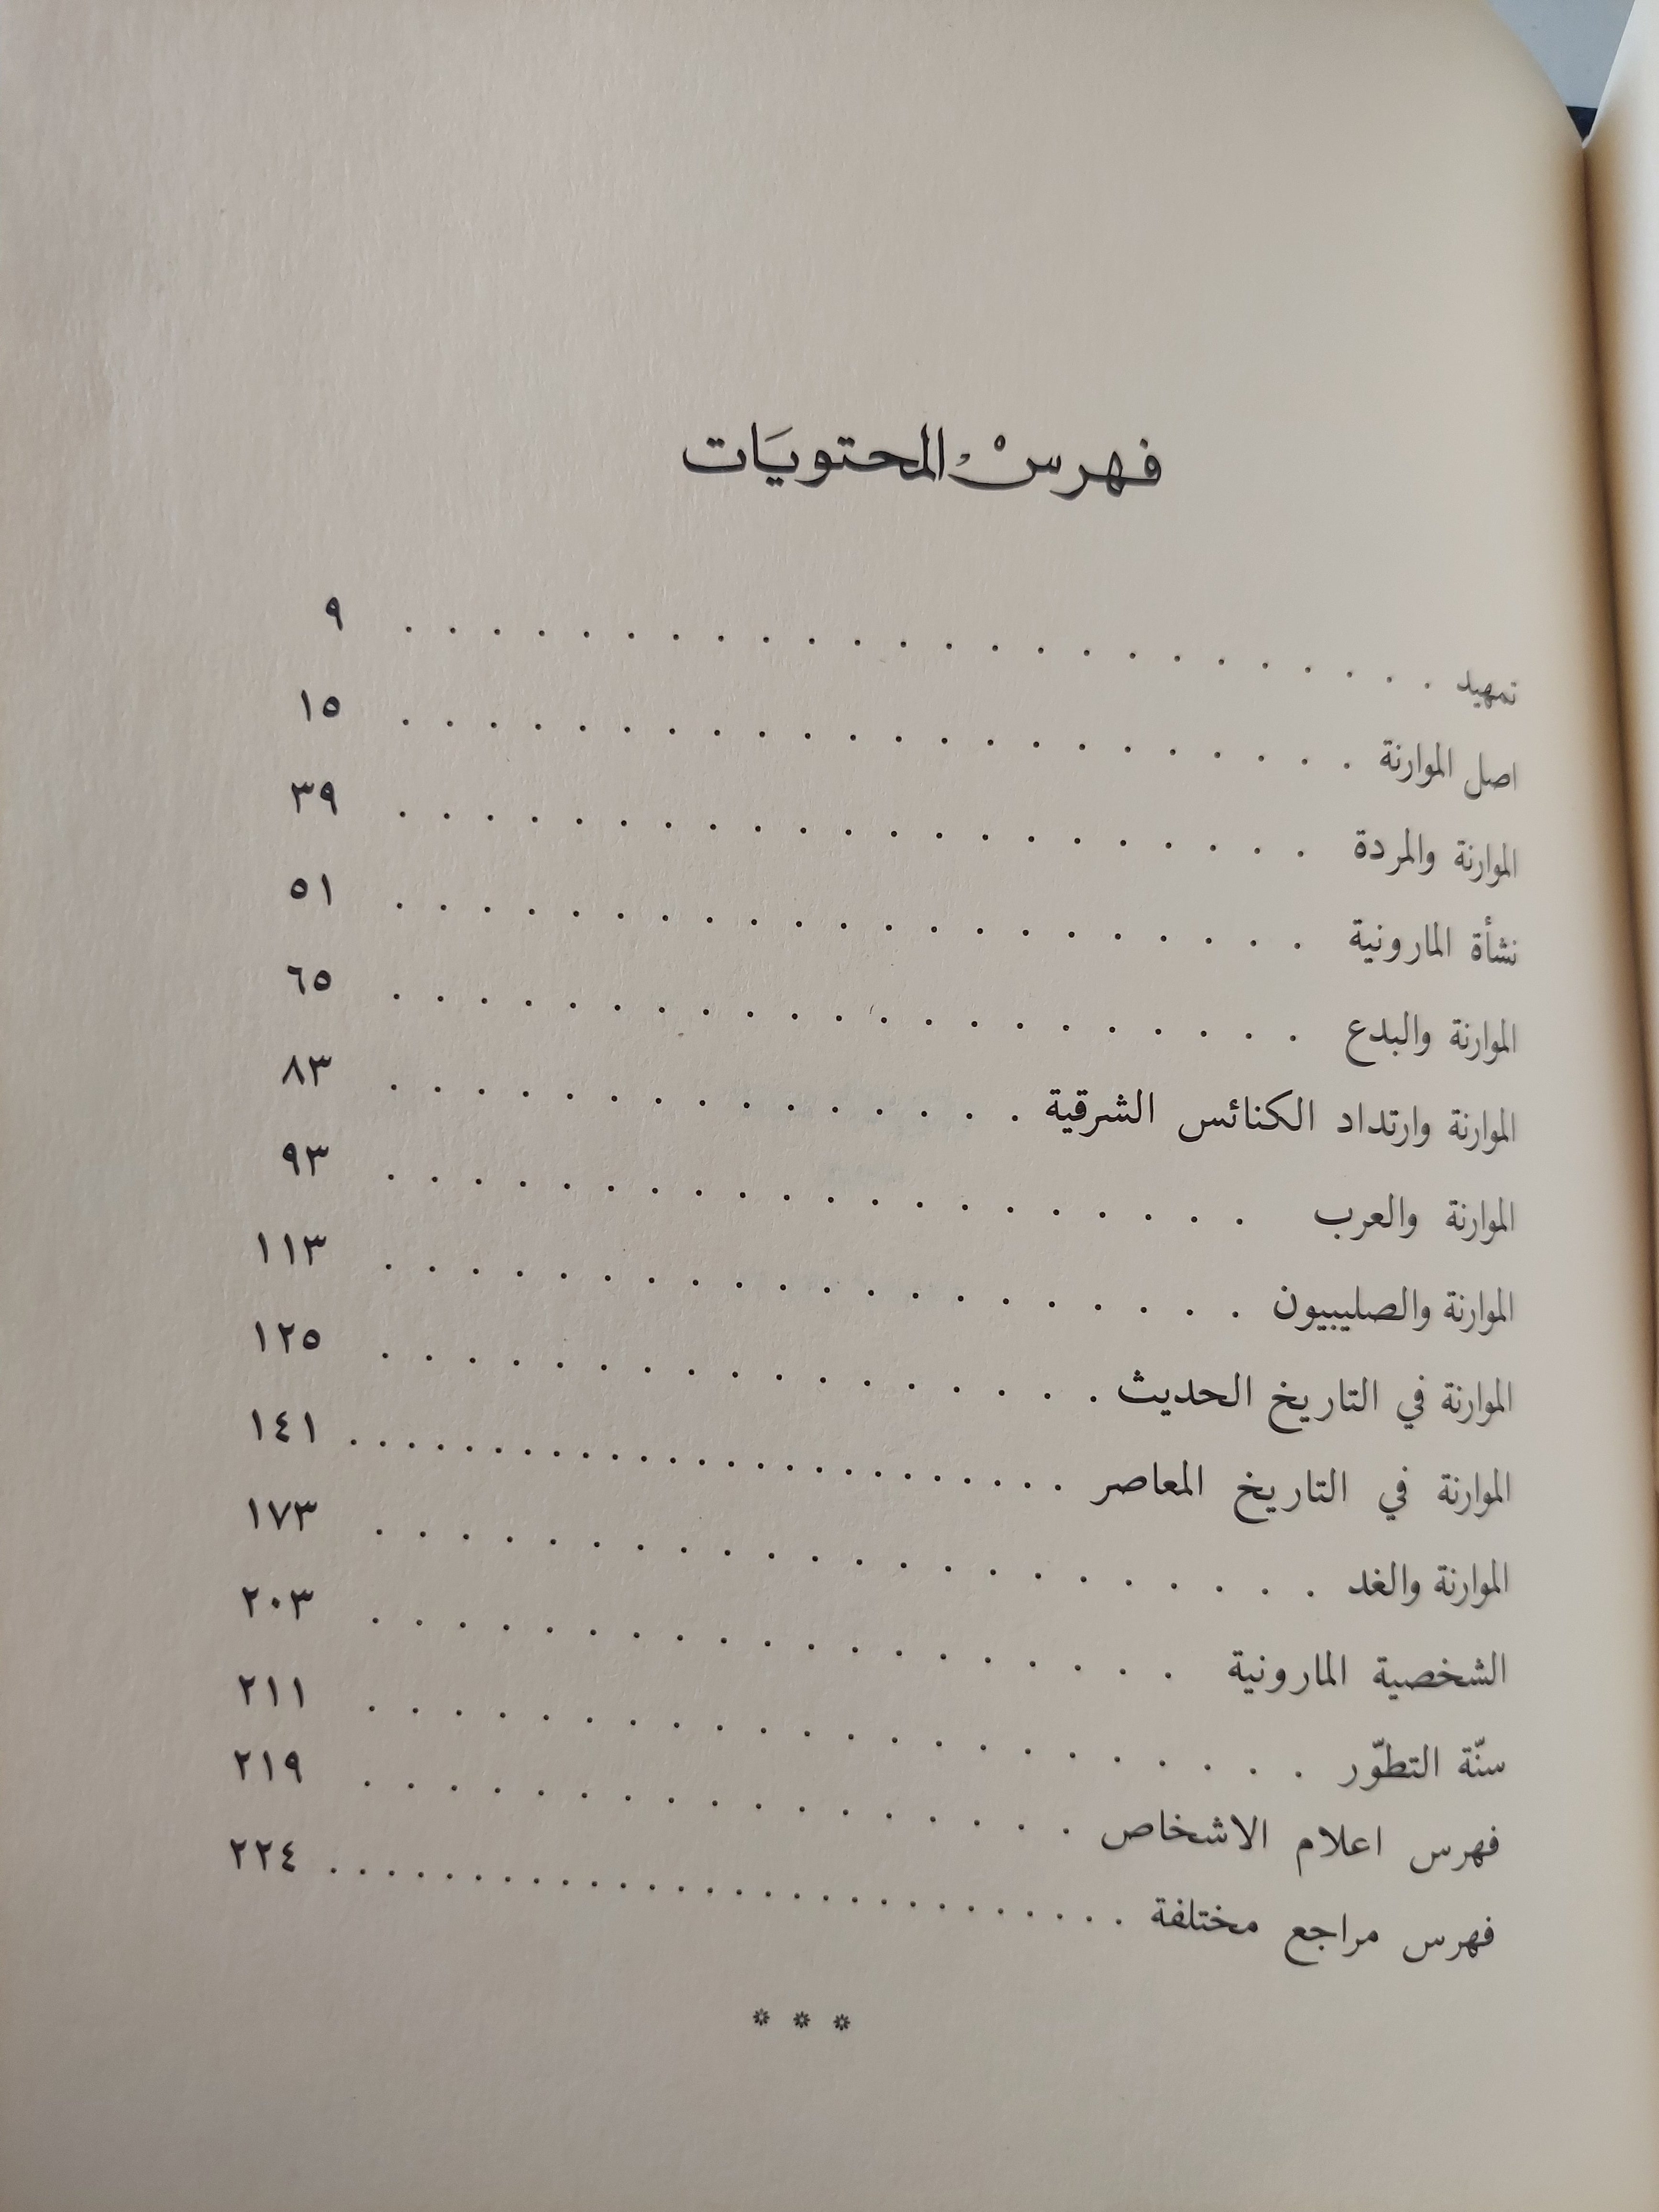 فهرسْ المحتويَات
تمهيد . . . . . . . . . . . . . . . . . . . . . . . . ٩
اصل الموارنة . . . . . . . . . . . . . . . . . . . . . . ١٥
الموارنة والمردة . . . . . . . . . . . . . . . . . . . . . ٣٩
نشأة المارونية . . . . . . . . . . . . . . . . . . . . . ٥١
الموارنة والبدع . . . . . . . . . . . . . . . . . . . . . ٦٥
الموارنة وارتداد الكنائس الشرقية . . . . . . . . . . . . . . . ٨٣
الموارنة والعرب . . . . . . . . . . . . . . . . . . . . ٩٣
الموارنة والصليبيون . . . . . . . . . . . . . . . . . . . . ١١٣
الموارنة في التاريخ الحديث . . . . . . . . . . . . . . . . . ١٢٥
الموارنة في التاريخ المعاصر . . . . . . . . . . . . . . . . . . . . . . . . . ١٤١
الموارنة والغد . . . . . . . . . . . . . . . . . . . . . . ١٧٣
الشخصية المارونية . . . . . . . . . . . . . . . . . . . ٢٠٣
سنّة التطوّر . . . . . . . . . . . . . . . . . . . . . . ٢١١
فهرس اعلام الاشخاص . . . . . . . . . . . . . . . . . ٢١٩
فهرس مراجع مختلفة . . . . . . . . . . . . . . . . . . . . . . . . . . . . ٢٢٤
* * *